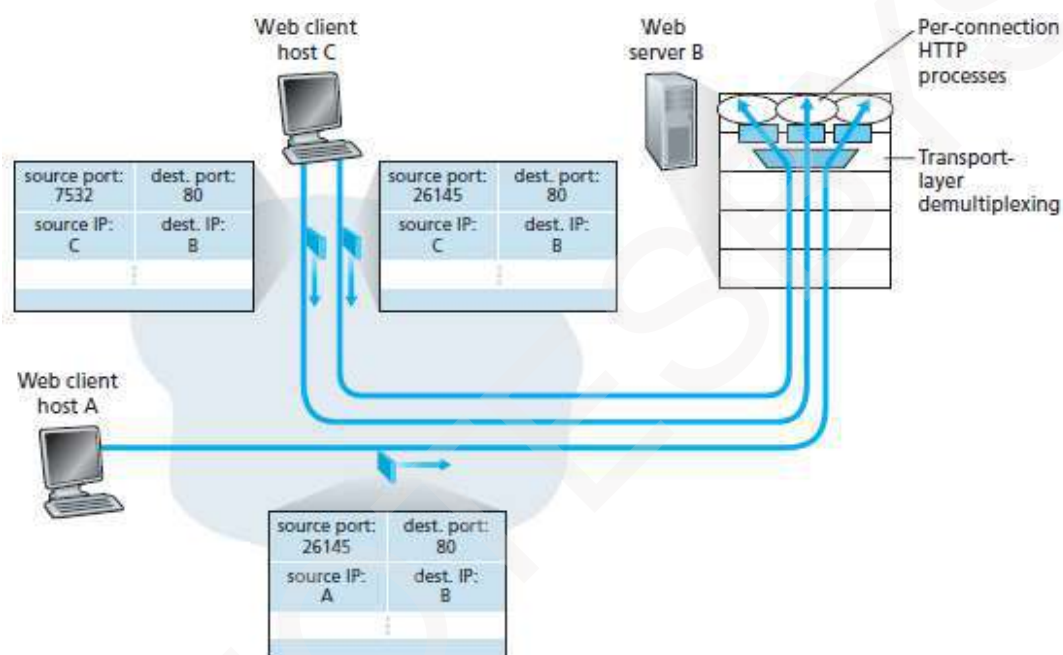 Web client
host C
Web
server B
Per-connection
HTTP
processes
Transport-
layer
demultiplexing
source port:
7532
dest. port:
80
source IP:
C
dest. IP:
B
source port:
26145
dest. port:
80
source IP:
C
dest. IP:
B
Web client
host A
source port:
26145
dest. port:
80
source IP:
A
dest. IP:
B